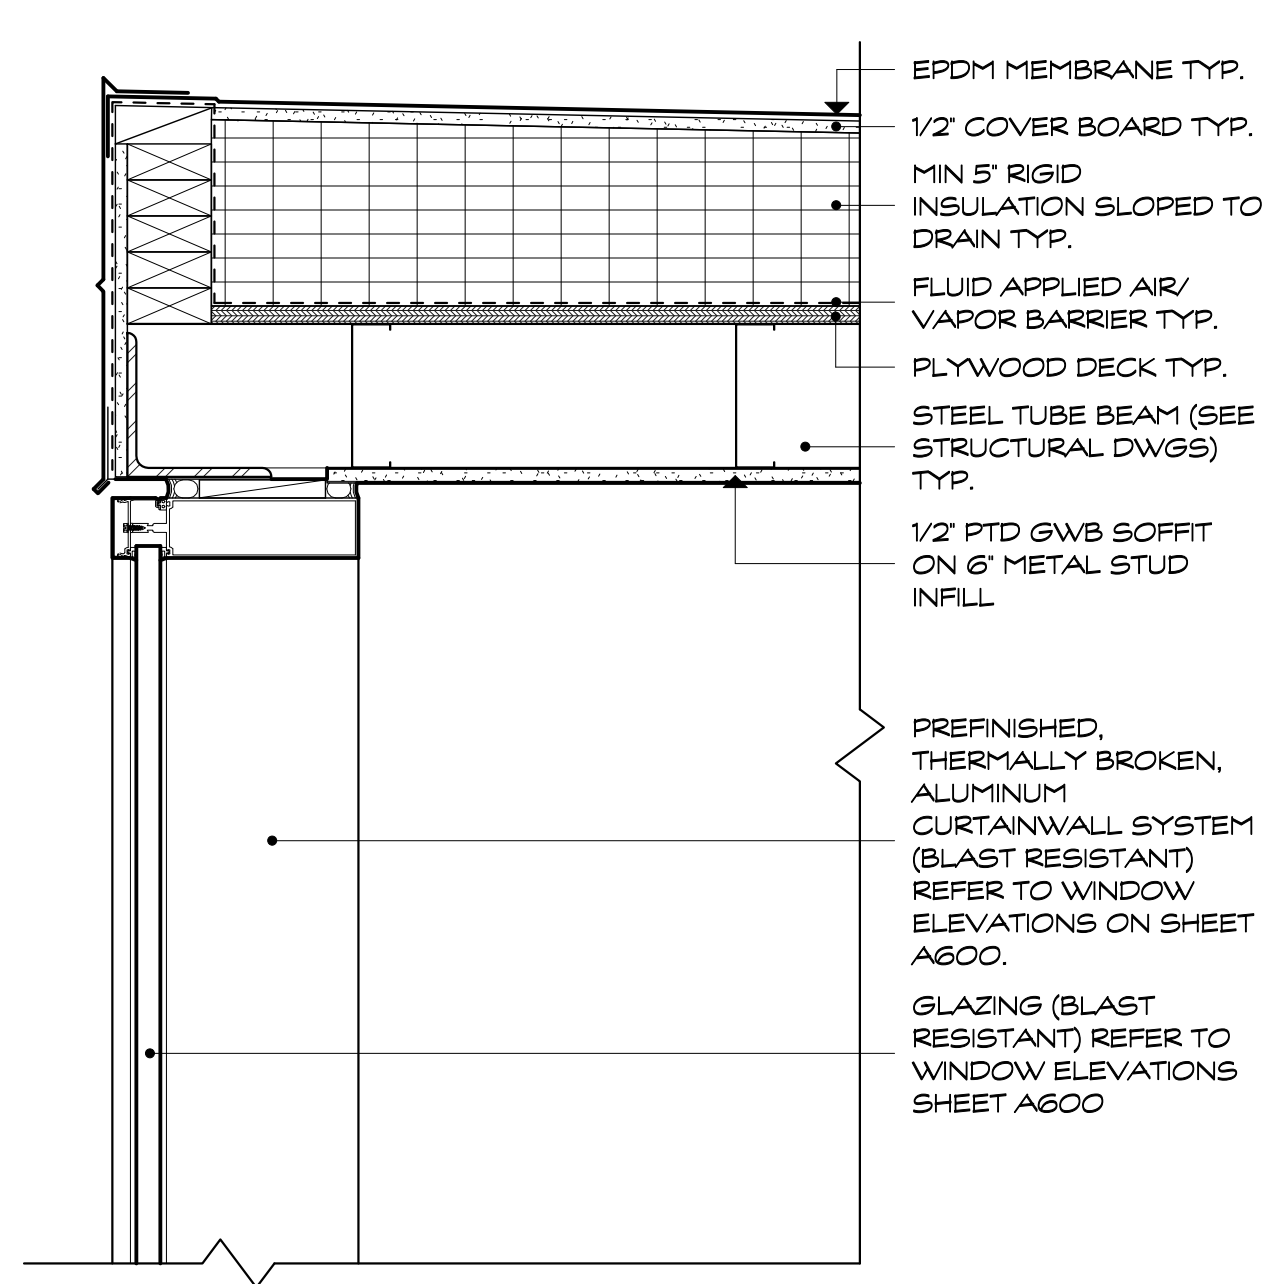 EPDM MEMBRANE TYP.
1/2" COVER BOARD TYP.
MIN 5" RIGID
INSULATION SLOPED TO
DRAIN TYP.
FLUID APPLIED AIR/
VAPOR BARRIER TYP.
PLYWOOD DECK TYP.
STEEL TUBE BEAM (SEE
STRUCTURAL DWGS)
TYP.
1/2" PTD GWB SOFFIT
ON 6" METAL STUD
INFILL
PREFINISHED,
THERMALLY BROKEN,
ALUMINUM
CURTAINWALL SYSTEM
(BLAST RESISTANT)
REFER TO WINDOW
ELEVATIONS ON SHEET
A600.
GLAZING (BLAST
RESISTANT) REFER TO
WINDOW ELEVATIONS
SHEET A600